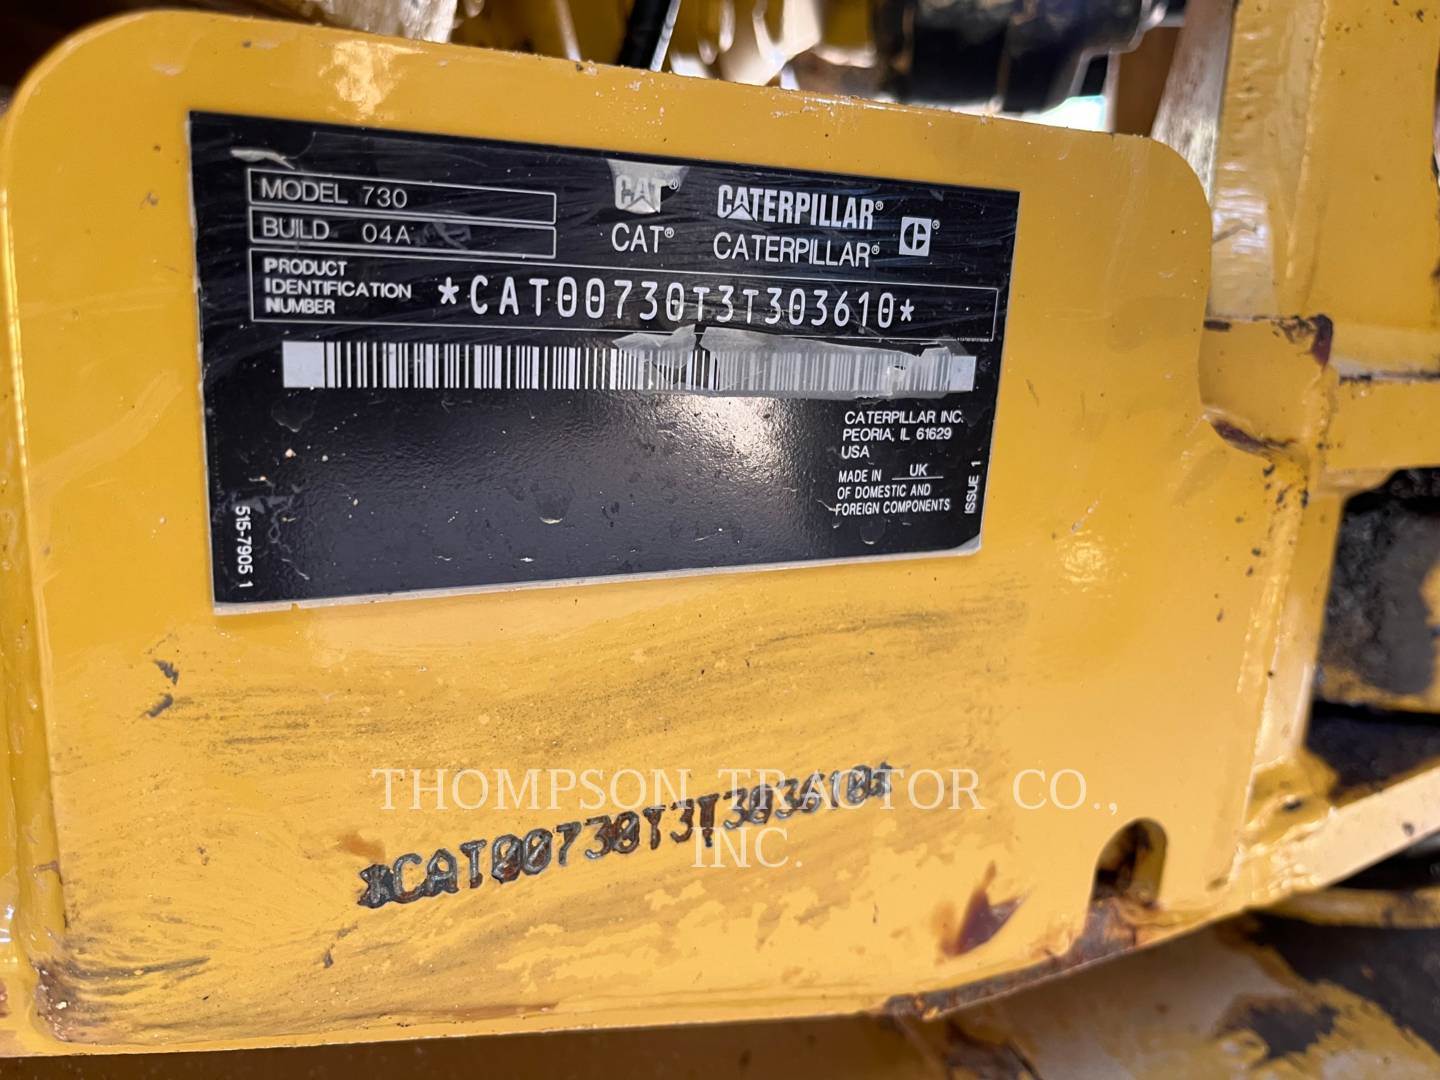 MODEL 730
BUILD 04A
CAT® CATERPILLAR®
CAT® CATERPILLAR® ®
PRODUCT
IDENTIFICATION
NUMBER
*CAT00730T3T303610*
CATERPILLAR INC.
PEORIA, IL 61629
USA
MADE IN UK
OF DOMESTIC AND
FOREIGN COMPONENTS
ISSUE 1
515-7905 1
THOMPSON TRACTOR CO.,
INC.
*CAT00730T3T303610*